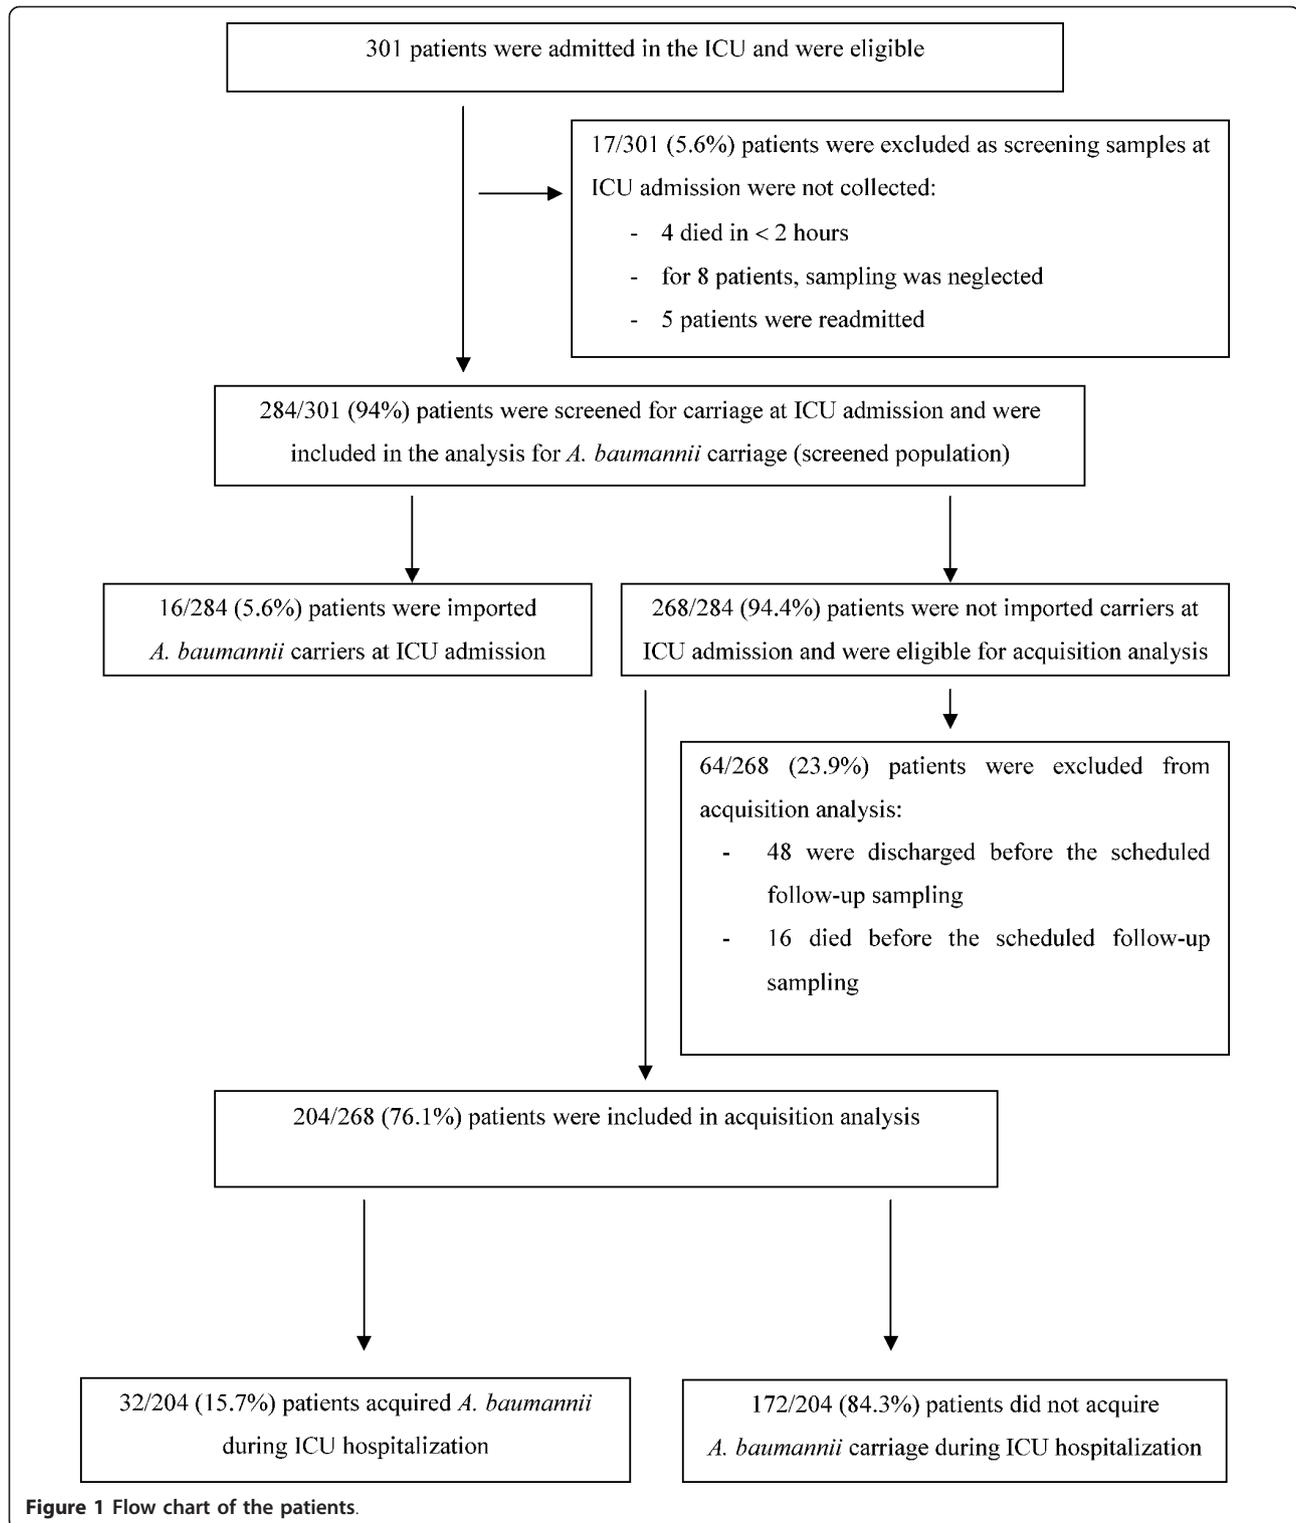 301 patients were admitted in the ICU and were eligible
17/301 (5.6%) patients were excluded as screening samples at
ICU admission were not collected:
- 4 died in < 2 hours
- for 8 patients, sampling was neglected
- 5 patients were readmitted
284/301 (94%) patients were screened for carriage at ICU admission and were
included in the analysis for A. baumannii carriage (screened population)
16/284 (5.6%) patients were imported
A. baumannii carriers at ICU admission
268/284 (94.4%) patients were not imported carriers at
ICU admission and were eligible for acquisition analysis
64/268 (23.9%) patients were excluded from
acquisition analysis:
- 48 were discharged before the scheduled
follow-up sampling
- 16 died before the scheduled follow-up
sampling
204/268 (76.1%) patients were included in acquisition analysis
32/204 (15.7%) patients acquired A. baumannii
during ICU hospitalization
172/204 (84.3%) patients did not acquire
A. baumannii carriage during ICU hospitalization
Figure 1 Flow chart of the patients.